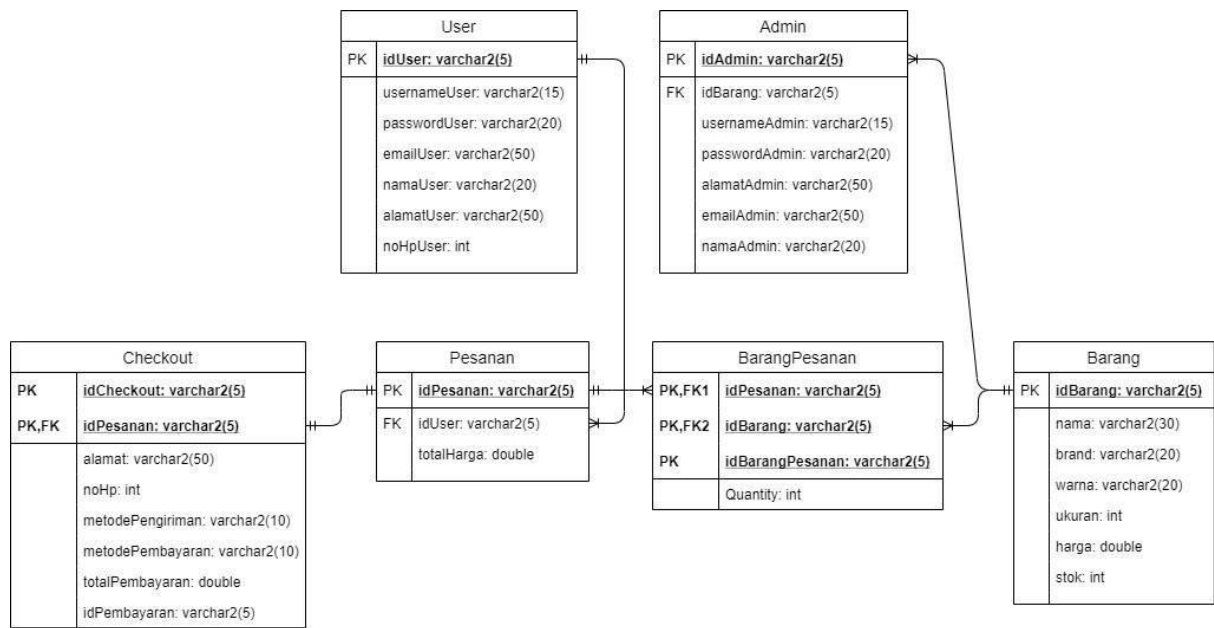 User
PK idUser: varchar2(5)
usernameUser: varchar2(15)
passwordUser: varchar2(20)
emailUser: varchar2(50)
namaUser: varchar2(20)
alamatUser: varchar2(50)
noHpUser: int
Admin
PK idAdmin: varchar2(5)
FK idBarang: varchar2(5)
usernameAdmin: varchar2(15)
passwordAdmin: varchar2(20)
alamatAdmin: varchar2(50)
emailAdmin: varchar2(50)
namaAdmin: varchar2(20)
Checkout
PK idCheckout: varchar2(5)
PK,FK idPesanan: varchar2(5)
alamat: varchar2(50)
noHp: int
metodePengiriman: varchar2(10)
metodePembayaran: varchar2(10)
totalPembayaran: double
idPembayaran: varchar2(5)
Pesanan
PK idPesanan: varchar2(5)
FK idUser: varchar2(5)
totalHarga: double
BarangPesanan
PK,FK1 idPesanan: varchar2(5)
PK,FK2 idBarang: varchar2(5)
PK idBarangPesanan: varchar2(5)
Quantity: int
Barang
PK idBarang: varchar2(5)
nama: varchar2(30)
brand: varchar2(20)
warna: varchar2(20)
ukuran: int
harga: double
stok: int